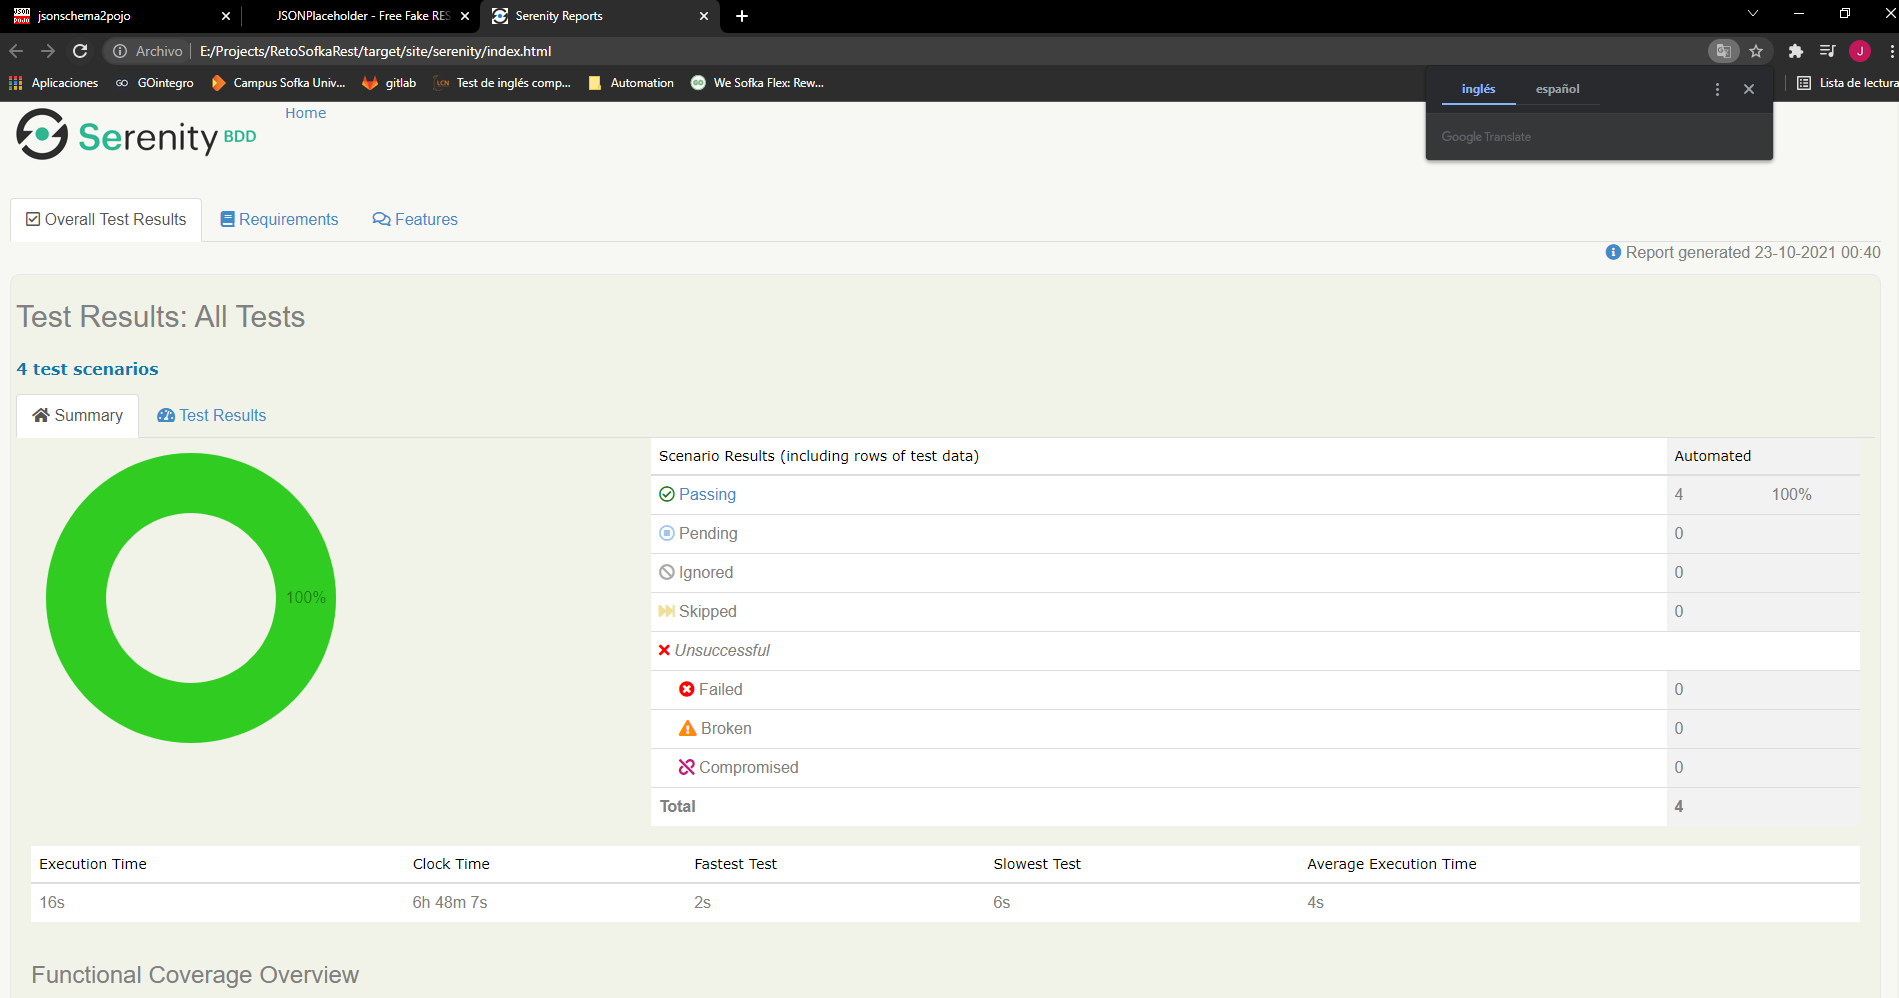 jsonschema2pojo
JSONPlaceholder - Free Fake RES
Serenity Reports
Archivo
E:/Projects/RetoSofkaRest/target/site/serenity/index.html
J
Aplicaciones
GOintegro
Campus Sofka Univ...
gitlab
Test de inglés comp...
Automation
We Sofka Flex: Rew...
Lista de lectura
inglés
español
Google Translate
Serenity BDD
Home
Overall Test Results
Requirements
Features
Report generated 23-10-2021 00:40
Test Results: All Tests
4 test scenarios
Summary
Test Results
100%
Scenario Results (including rows of test data) Automated
Passing 4 100%
Pending 0
Ignored 0
Skipped 0
Unsuccessful
Failed 0
Broken 0
Compromised 0
Total 4
Execution Time Clock Time Fastest Test Slowest Test Average Execution Time
16s 6h 48m 7s 2s 6s 4s
Functional Coverage Overview